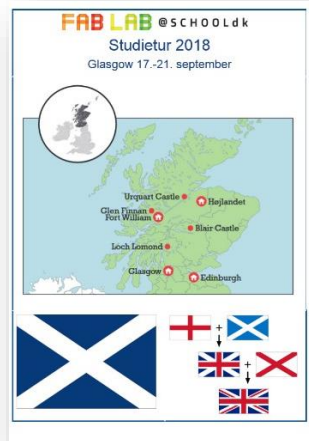 FAB LAB @SCHOOLdk
Studietur 2018
Glasgow 17.-21. september
Urquart Castle
Højlandet
Glen Finnan
Fort William
Blair Castle
Loch Lomond
Glasgow
Edinburgh
+
+